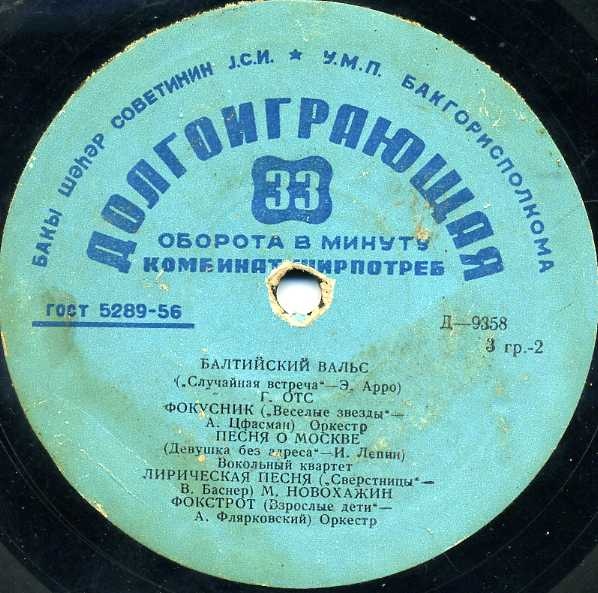 БАКЫ ШӘҺӘР СОВЕТИНИН Ј.С.И. ★ У.М.П. БАКГОРИСПОЛКОМА
ДОЛГОИГРАЮЩАЯ
33
ОБОРОТА В МИНУТУ
КОМБИНАТ ШИРПОТРЕБ
ГОСТ 5289-56
Д—9358
3 гр.-2
БАЛТИЙСКИЙ ВАЛЬС
(„Случайная встреча“—Э. Арро)
Г. ОТС
ФОКУСНИК („Веселые звезды“—
А. Цфасман) Оркестр
ПЕСНЯ О МОСКВЕ
(Девушка без адреса“—И. Лепин)
Вокольный квартет
ЛИРИЧЕСКАЯ ПЕСНЯ („Сверстницы“—
В. Баснер) М. НОВОХАЖИН
ФОКСТРОТ (Взрослые дети“—
А. Флярковский) Оркестр